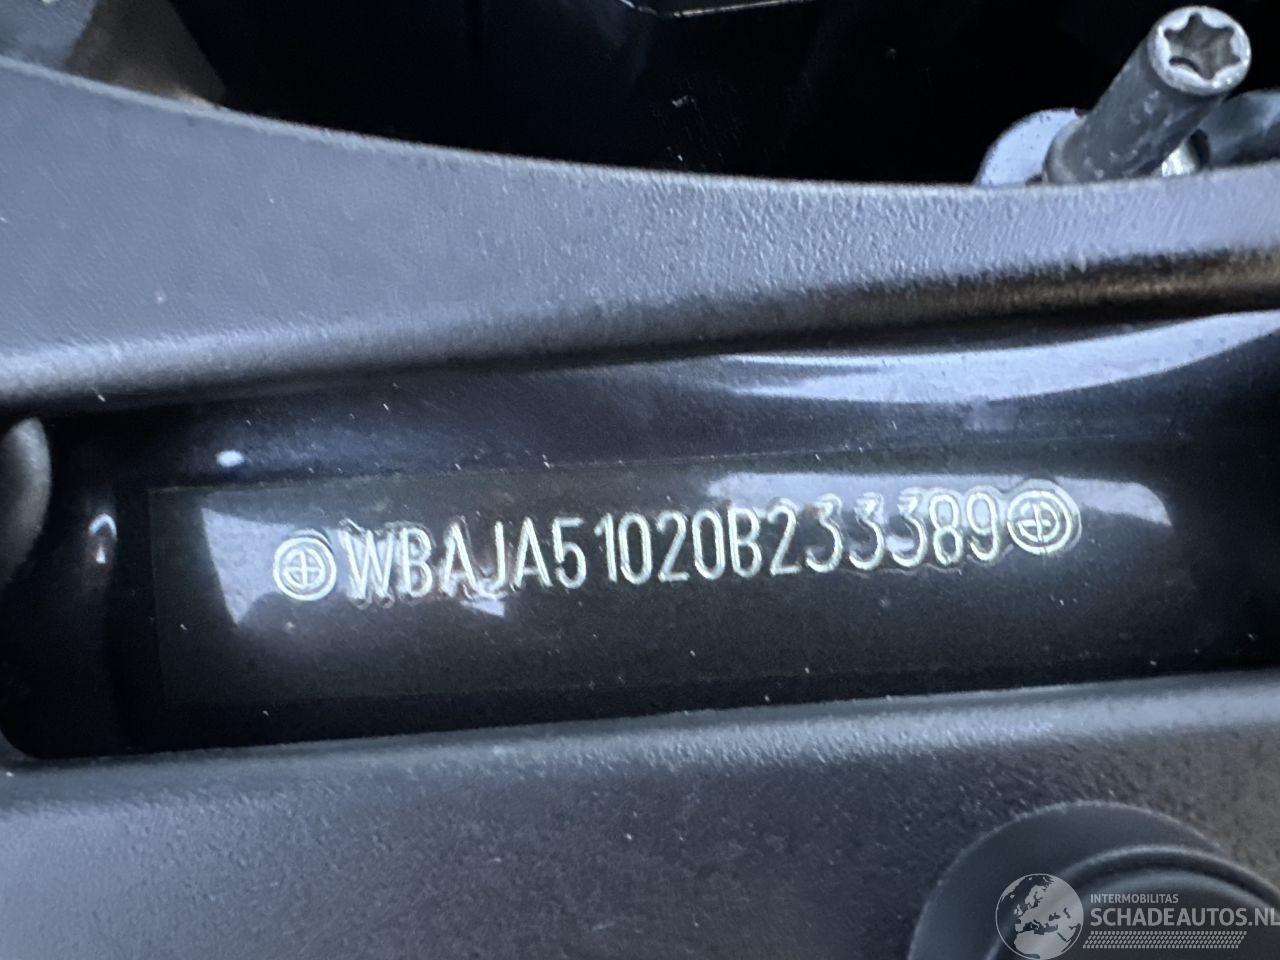 WBAJA51020B233389
INTERMOBILITAS
SCHADEAUTOS.NL